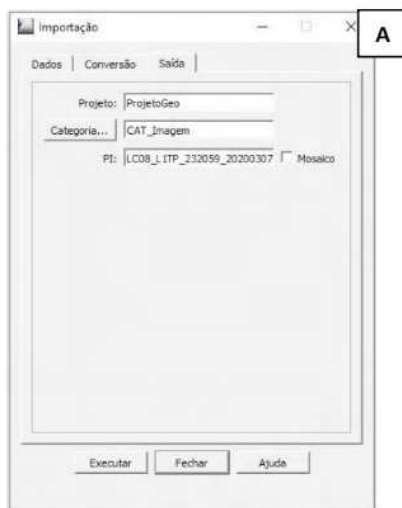 Importação
A
Dados | Conversão | Saída
Projeto: ProjetoGeo
Categoria... CAT_Imagem
PI: LC08_L1TP_232059_20200307 Mosaico
Executar Fechar Ajuda